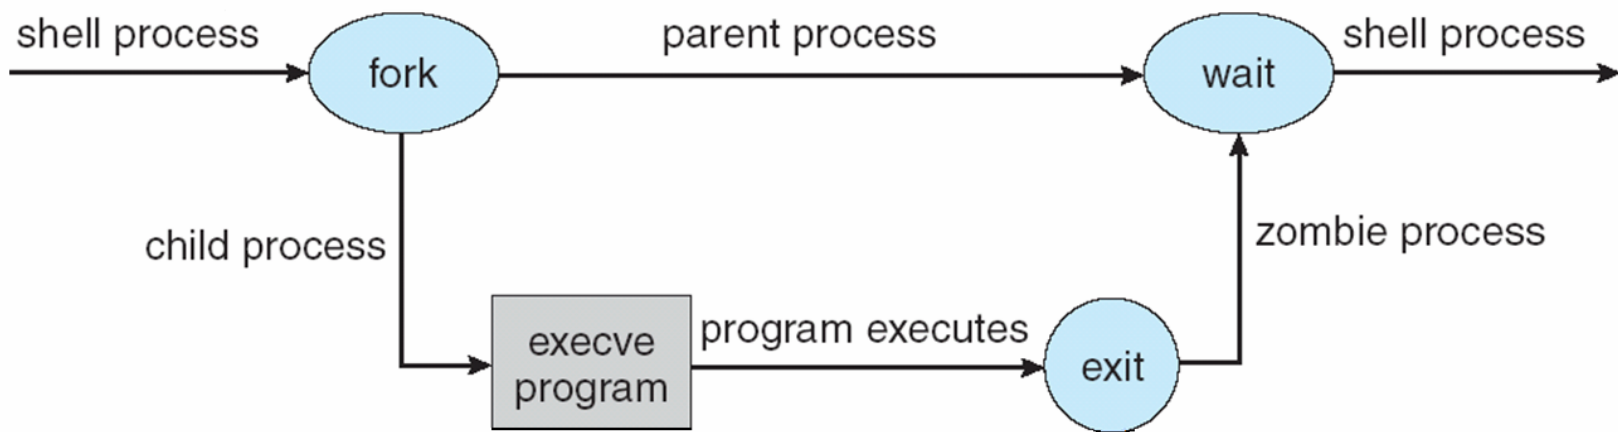 shell process
fork
parent process
wait
shell process
child process
zombie process
execve
program
program executes
exit